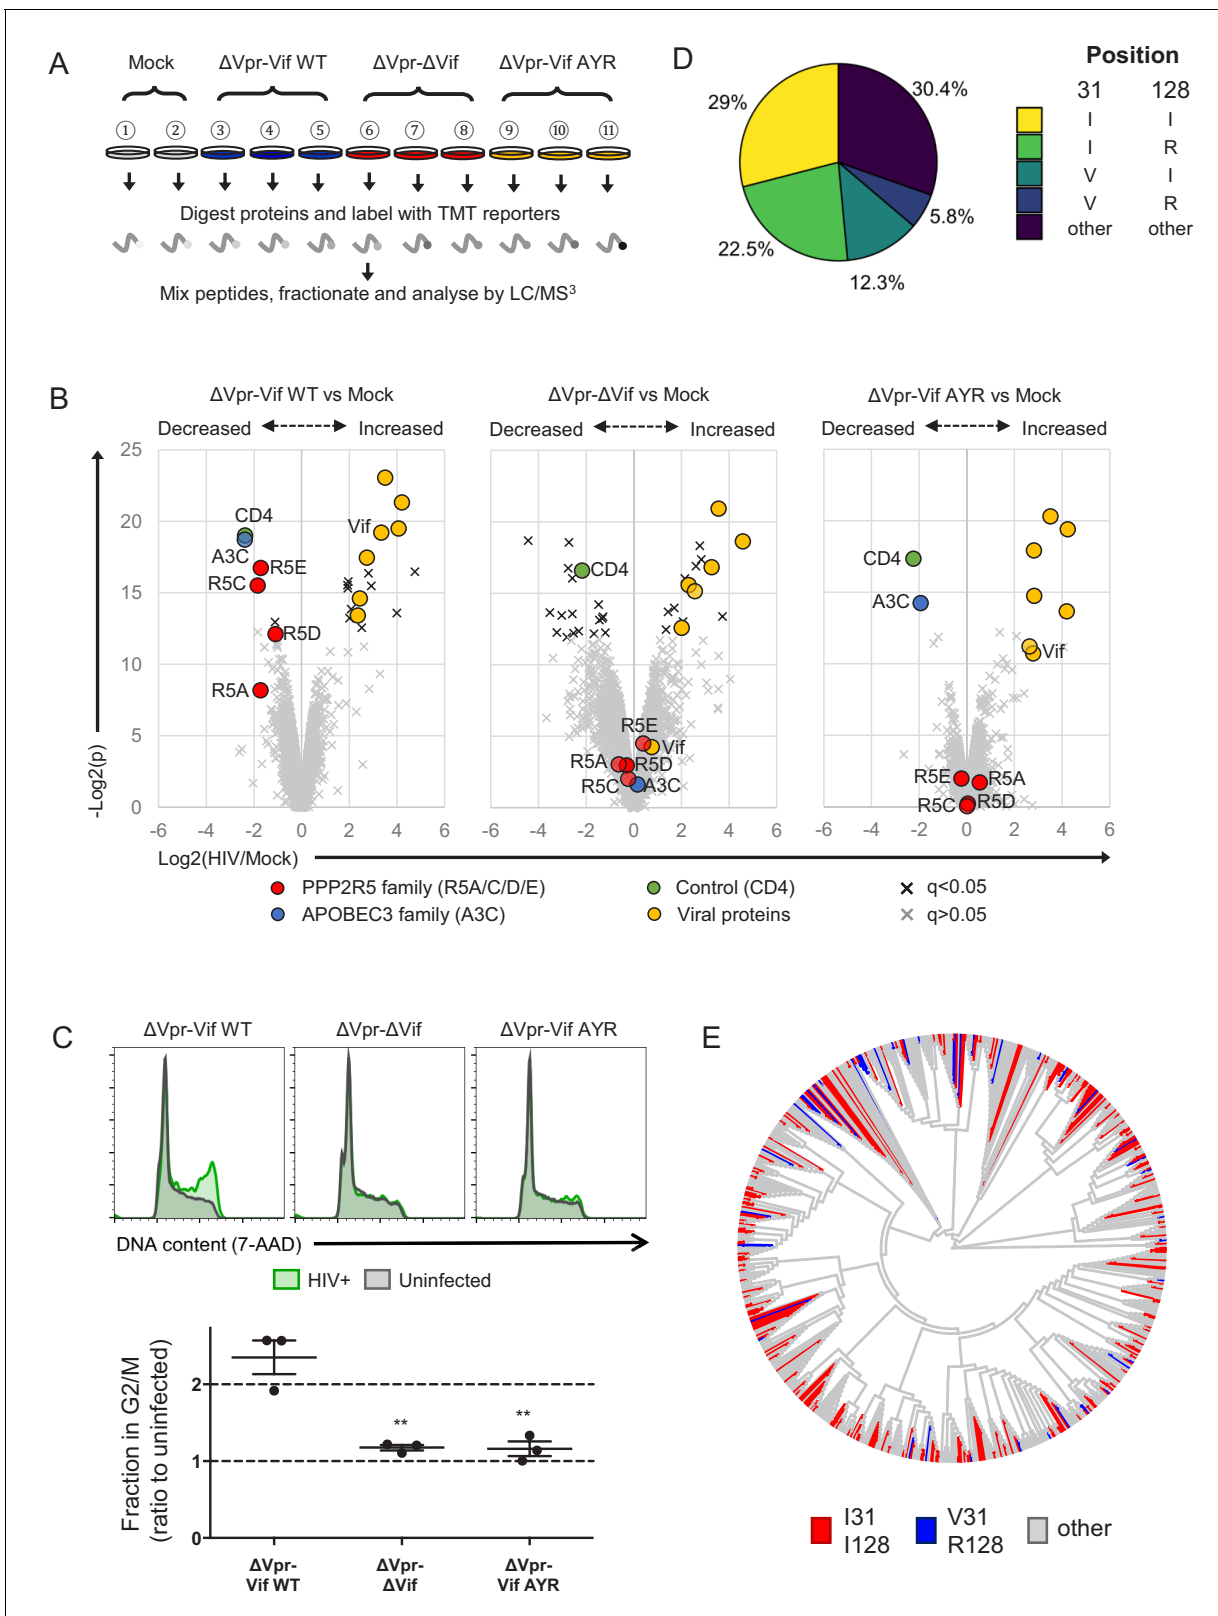 A
Mock
ΔVpr-Vif WT
ΔVpr-ΔVif
ΔVpr-Vif AYR
① ② ③ ④ ⑤ ⑥ ⑦ ⑧ ⑨ ⑩ ⑪
Digest proteins and label with TMT reporters
Mix peptides, fractionate and analyse by LC/MS³
D
29%
30.4%
5.8%
12.3%
22.5%
Position
31 128
I I
I R
V I
V R
other other
B
ΔVpr-Vif WT vs Mock
Decreased Increased
ΔVpr-ΔVif vs Mock
Decreased Increased
ΔVpr-Vif AYR vs Mock
Decreased Increased
-Log2(p)
25
20
15
10
5
0
CD4
A3C
R5E
R5C
R5D
R5A
Vif
-6 -4 -2 0 2 4 6
CD4
R5E
Vif
R5A
R5D
R5C
A3C
-6 -4 -2 0 2 4 6
CD4
A3C
Vif
R5E
R5A
R5C
R5D
-6 -4 -2 0 2 4 6
Log2(HIV/Mock)
PPP2R5 family (R5A/C/D/E)
Control (CD4)
q<0.05
APOBEC3 family (A3C)
Viral proteins
q>0.05
C
ΔVpr-Vif WT
ΔVpr-ΔVif
ΔVpr-Vif AYR
DNA content (7-AAD)
HIV+
Uninfected
Fraction in G2/M
(ratio to uninfected)
2
1
0
**
**
ΔVpr-
Vif WT
ΔVpr-
ΔVif
ΔVpr-
Vif AYR
E
I31
I128
V31
R128
other